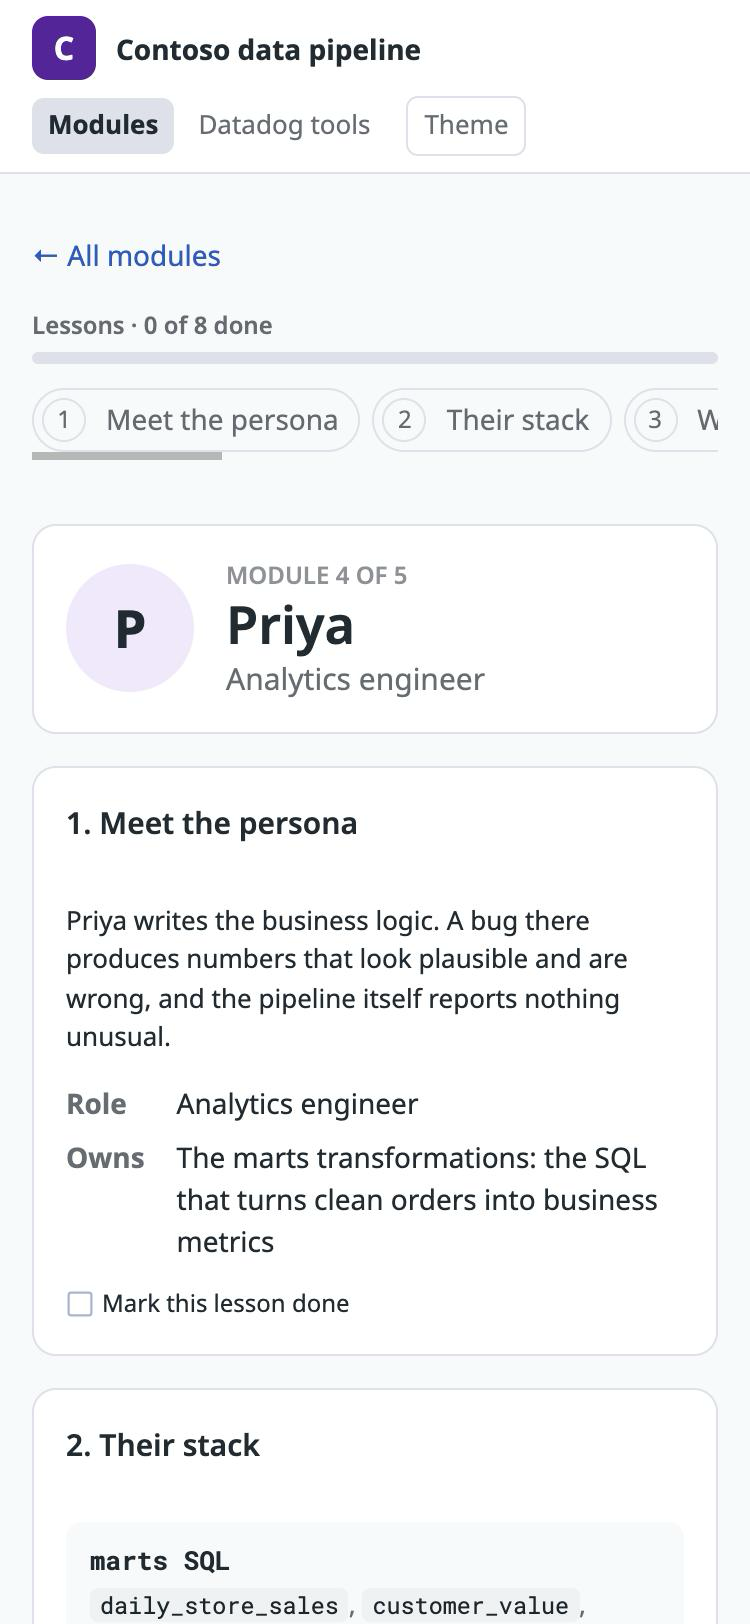 C
Contoso data pipeline
Modules
Datadog tools
Theme
← All modules
Lessons · 0 of 8 done
1 Meet the persona
2 Their stack
3 W
P
MODULE 4 OF 5
Priya
Analytics engineer
1. Meet the persona
Priya writes the business logic. A bug there
produces numbers that look plausible and are
wrong, and the pipeline itself reports nothing
unusual.
Role Analytics engineer
Owns The marts transformations: the SQL
that turns clean orders into business
metrics
Mark this lesson done
2. Their stack
marts SQL
daily_store_sales, customer_value,